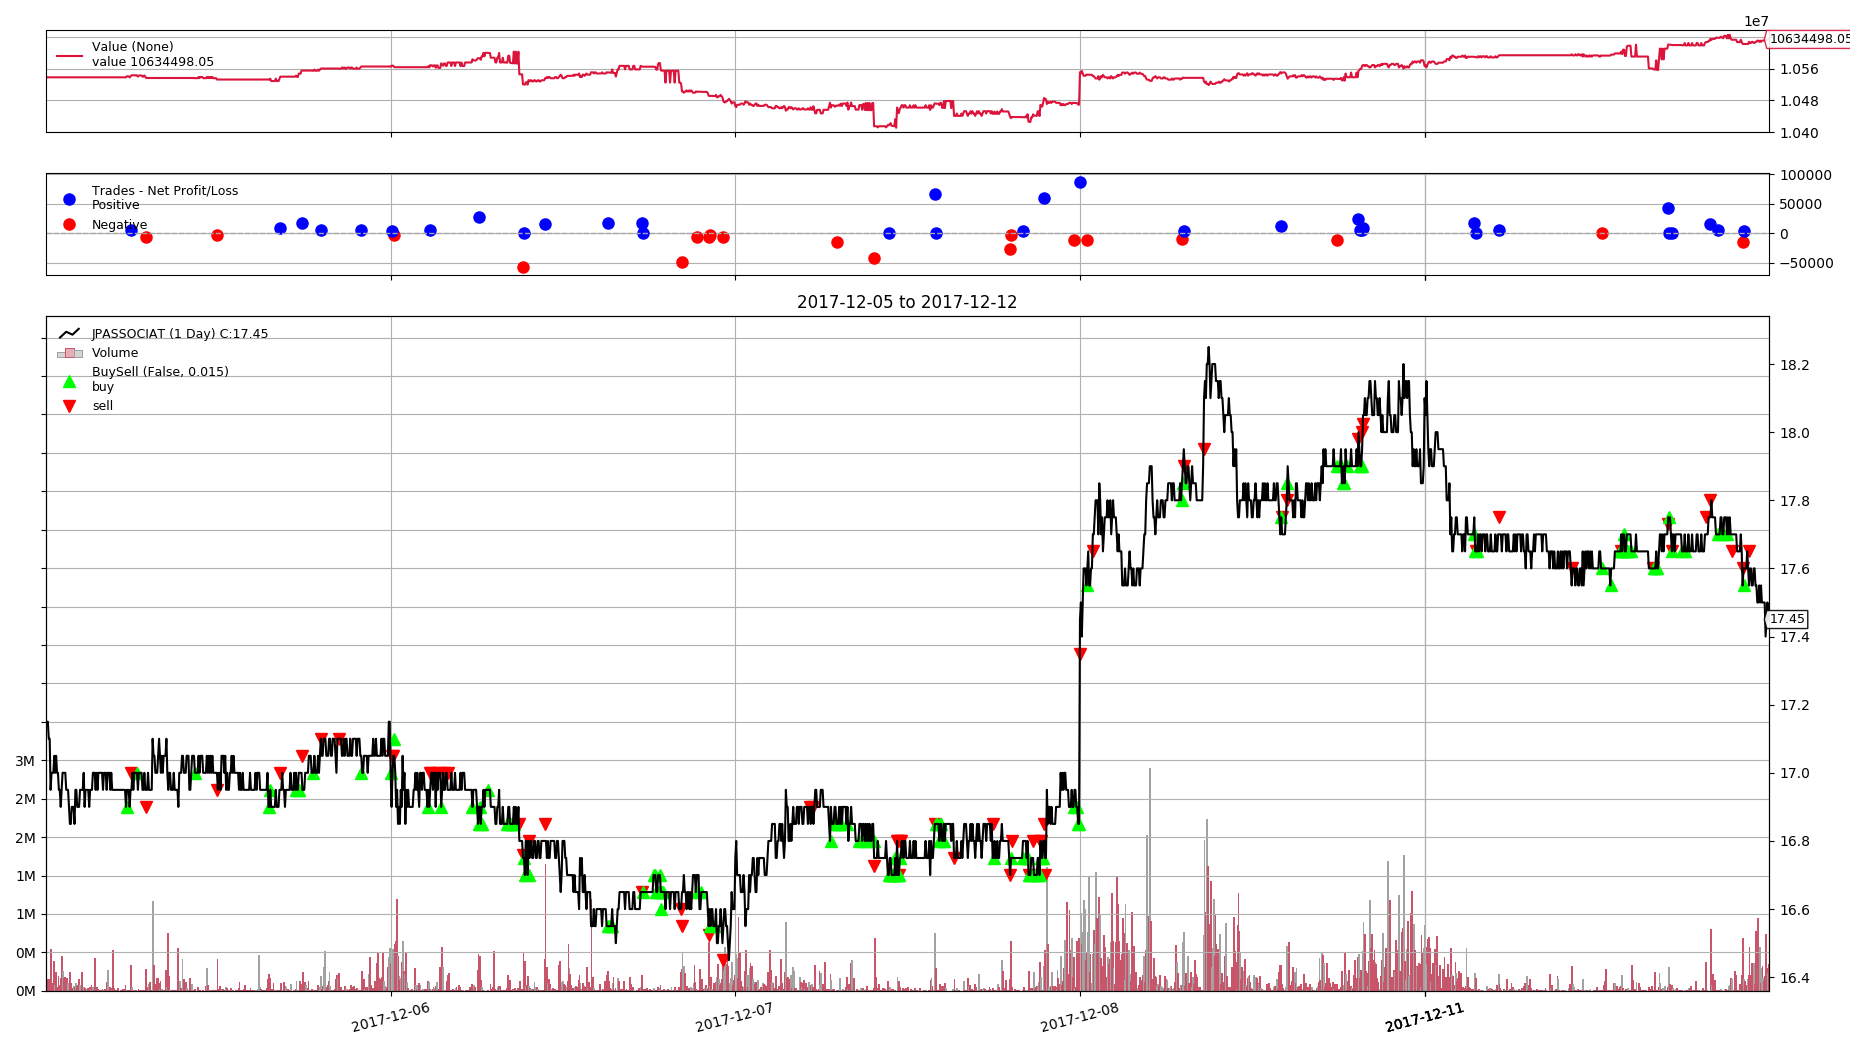 1e7
Value (None)
value 10634498.05
10634498.05
1.056
1.048
1.040
Trades - Net Profit/Loss
Positive
Negative
100000
50000
0
−50000
2017-12-05 to 2017-12-12
JPASSOCIAT (1 Day) C:17.45
Volume
BuySell (False, 0.015)
buy
sell
18.2
18.0
17.8
17.6
17.45
17.4
17.2
17.0
16.8
16.6
16.4
3M
2M
2M
1M
1M
0M
0M
2017-12-06
2017-12-07
2017-12-08
2017-12-11